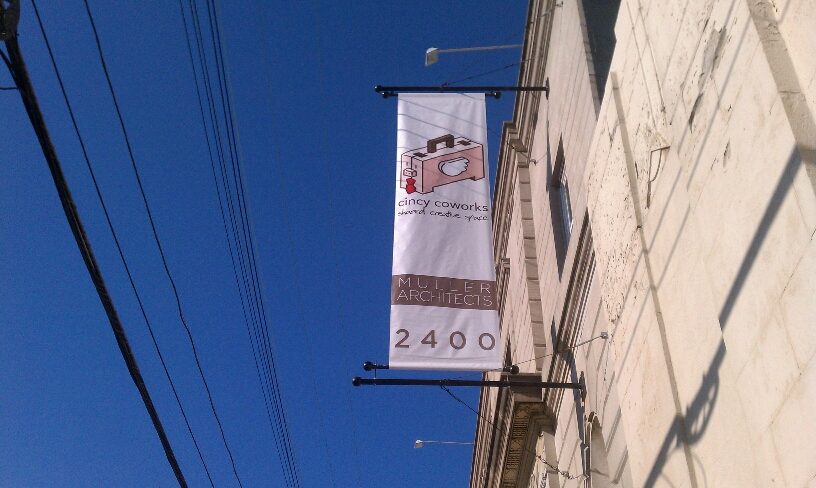 cincy coworks
shared creative space
MULLER
ARCHITECTS
2400